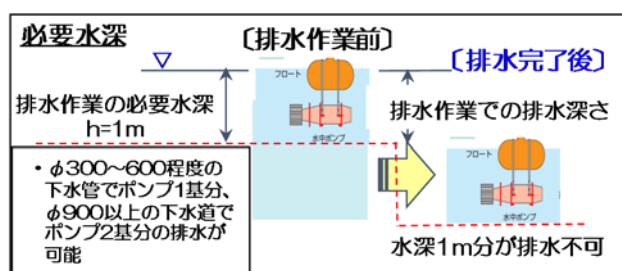 必要水深
〔排水作業前〕
〔排水完了後〕
フロート
排水作業の必要水深
h=1m
水中ポンプ
排水作業での排水深さ
フロート
水中ポンプ
・φ300～600程度の
下水管でポンプ1基分、
φ900以上の下水道で
ポンプ2基分の排水が
可能
水深1m分が排水不可